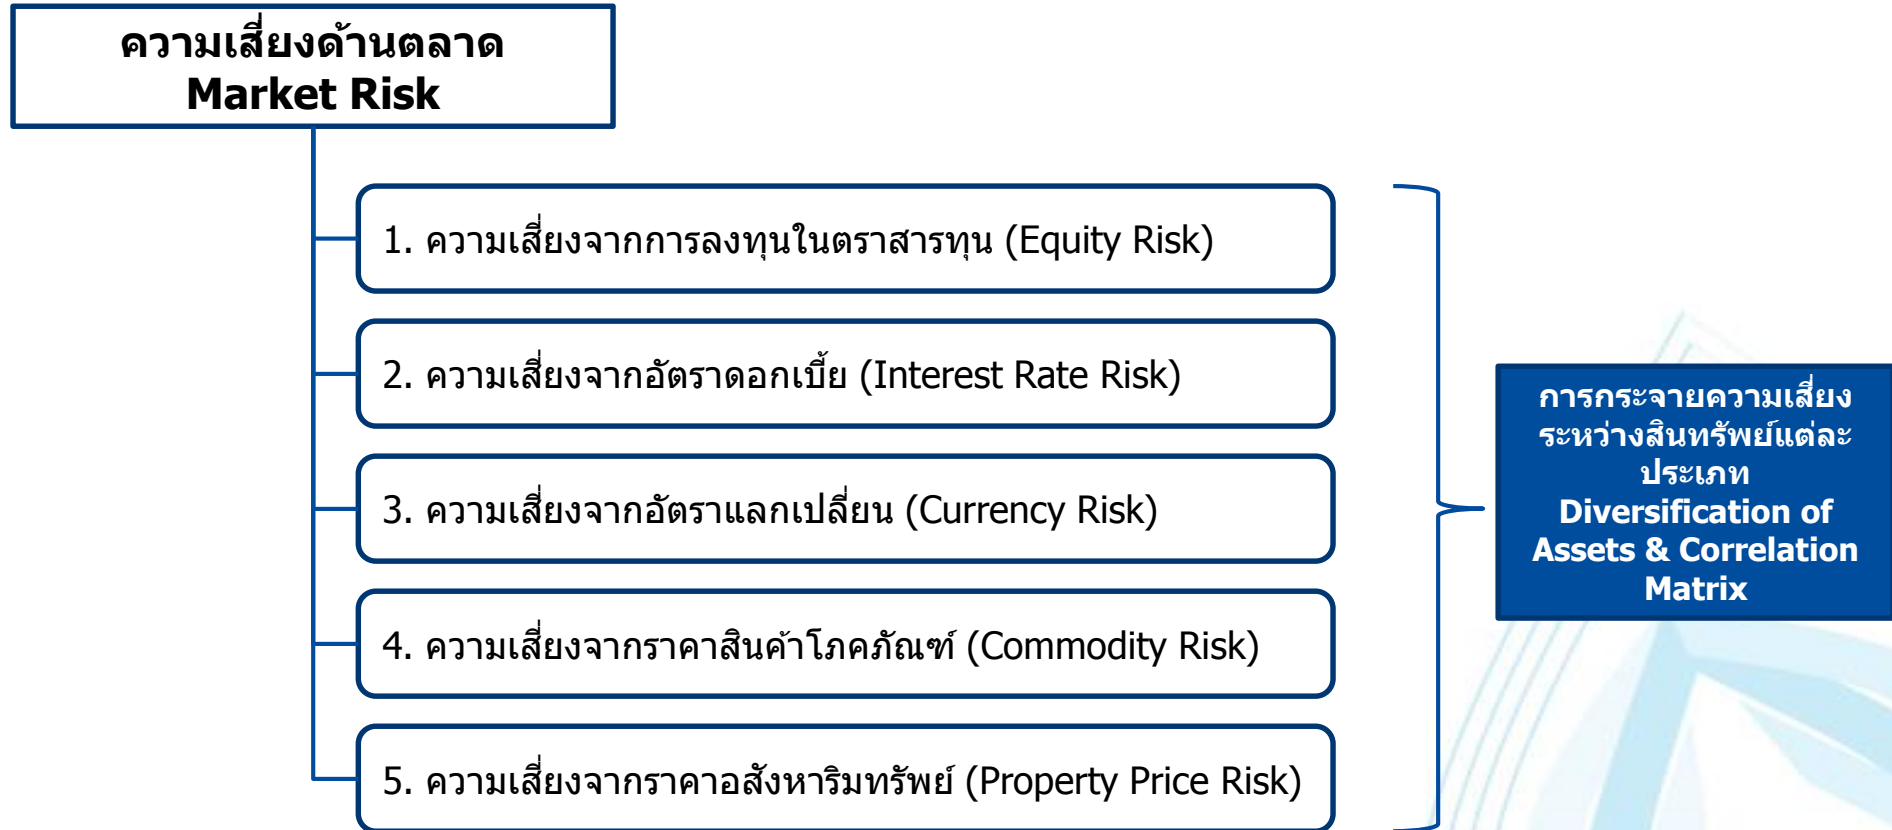 ความเสี่ยงด้านตลาด
Market Risk
1. ความเสี่ยงจากการลงทุนในตราสารทุน (Equity Risk)
2. ความเสี่ยงจากอัตราดอกเบี้ย (Interest Rate Risk)
3. ความเสี่ยงจากอัตราแลกเปลี่ยน (Currency Risk)
4. ความเสี่ยงจากราคาสินค้าโภคภัณฑ์ (Commodity Risk)
5. ความเสี่ยงจากราคาอสังหาริมทรัพย์ (Property Price Risk)
การกระจายความเสี่ยง
ระหว่างสินทรัพย์แต่ละ
ประเภท
Diversification of
Assets & Correlation
Matrix